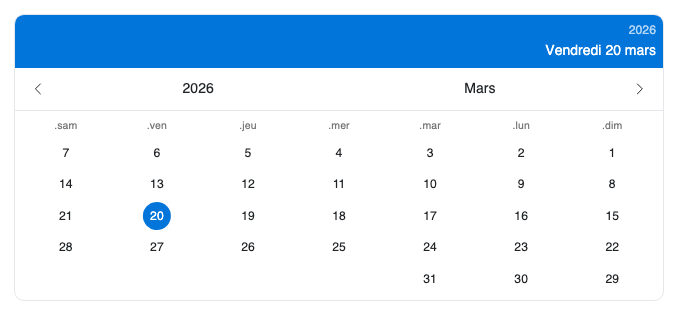 2026
Vendredi 20 mars
2026 Mars
.sam .ven .jeu .mer .mar .lun .dim
7 6 5 4 3 2 1
14 13 12 11 10 9 8
21 20 19 18 17 16 15
28 27 26 25 24 23 22
31 30 29